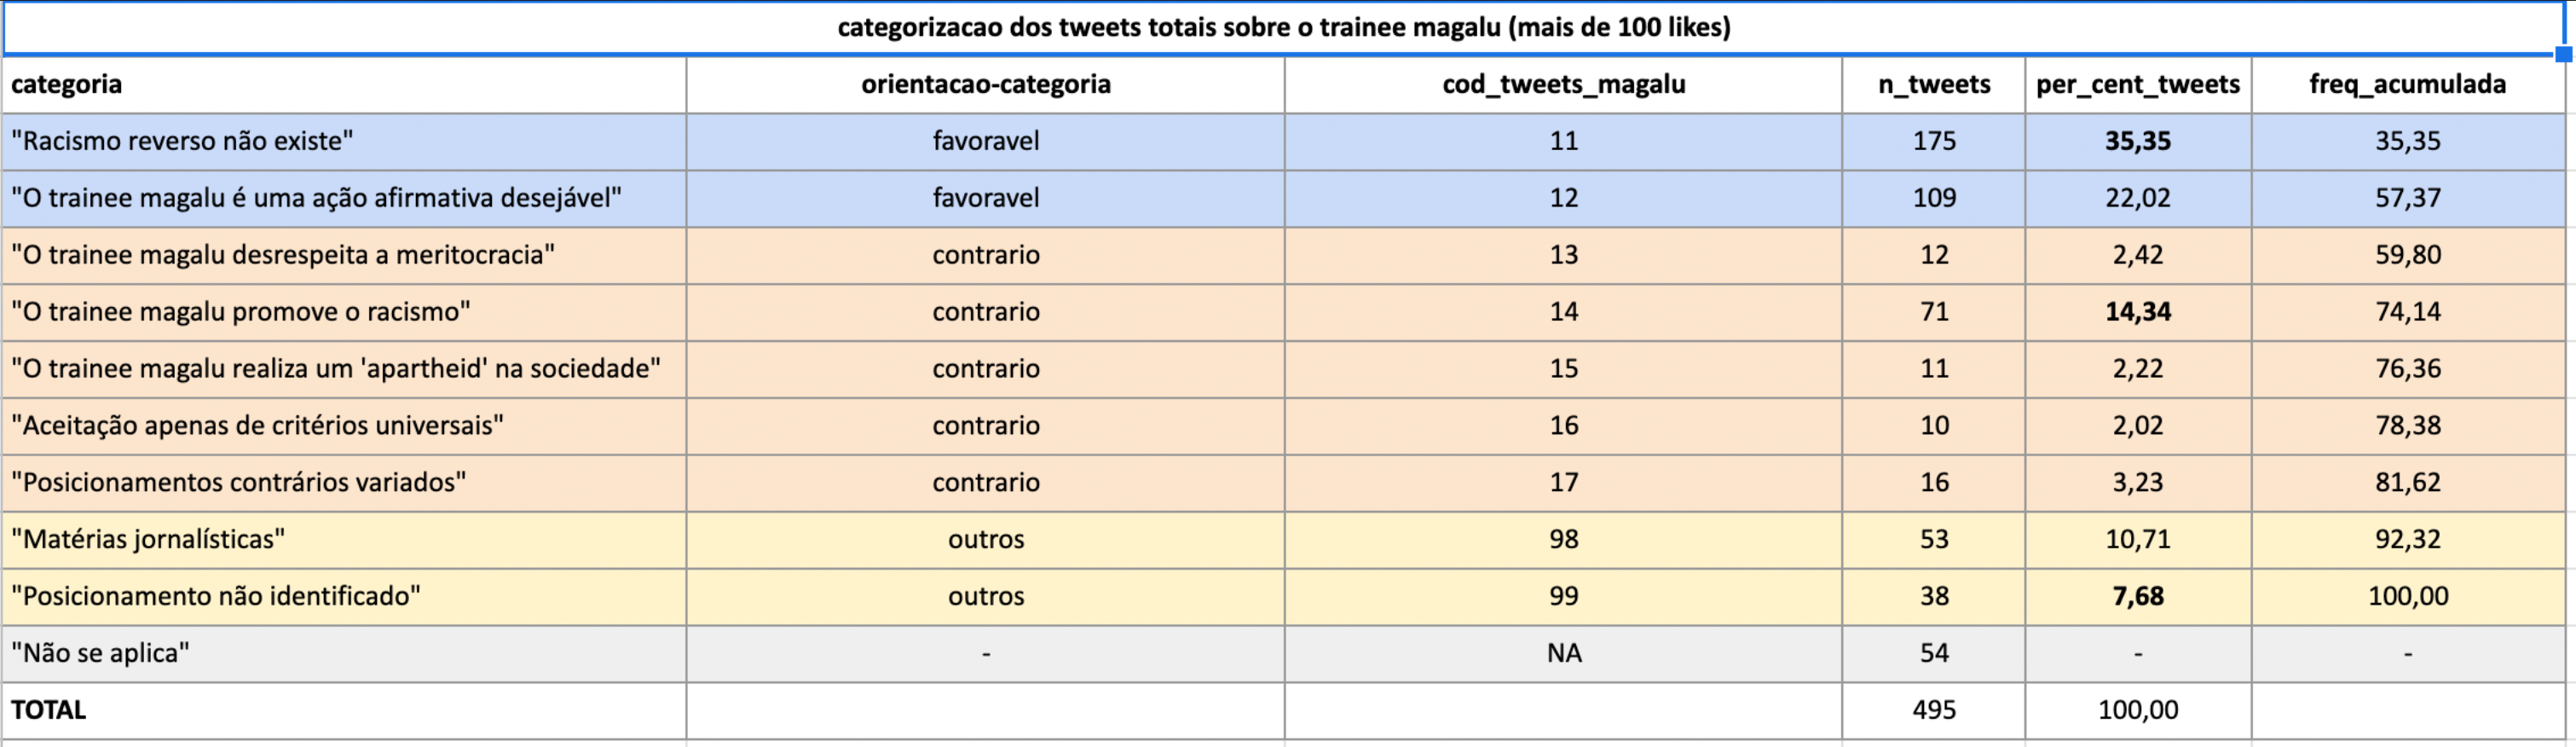 categorizacao dos tweets totais sobre o trainee magalu (mais de 100 likes)
categoria orientacao-categoria cod_tweets_magalu n_tweets per_cent_tweets freq_acumulada
"Racismo reverso não existe" favoravel 11 175 35,35 35,35
"O trainee magalu é uma ação afirmativa desejável" favoravel 12 109 22,02 57,37
"O trainee magalu desrespeita a meritocracia" contrario 13 12 2,42 59,80
"O trainee magalu promove o racismo" contrario 14 71 14,34 74,14
"O trainee magalu realiza um 'apartheid' na sociedade" contrario 15 11 2,22 76,36
"Aceitação apenas de critérios universais" contrario 16 10 2,02 78,38
"Posicionamentos contrários variados" contrario 17 16 3,23 81,62
"Matérias jornalísticas" outros 98 53 10,71 92,32
"Posicionamento não identificado" outros 99 38 7,68 100,00
"Não se aplica" - NA 54 - -
TOTAL 495 100,00